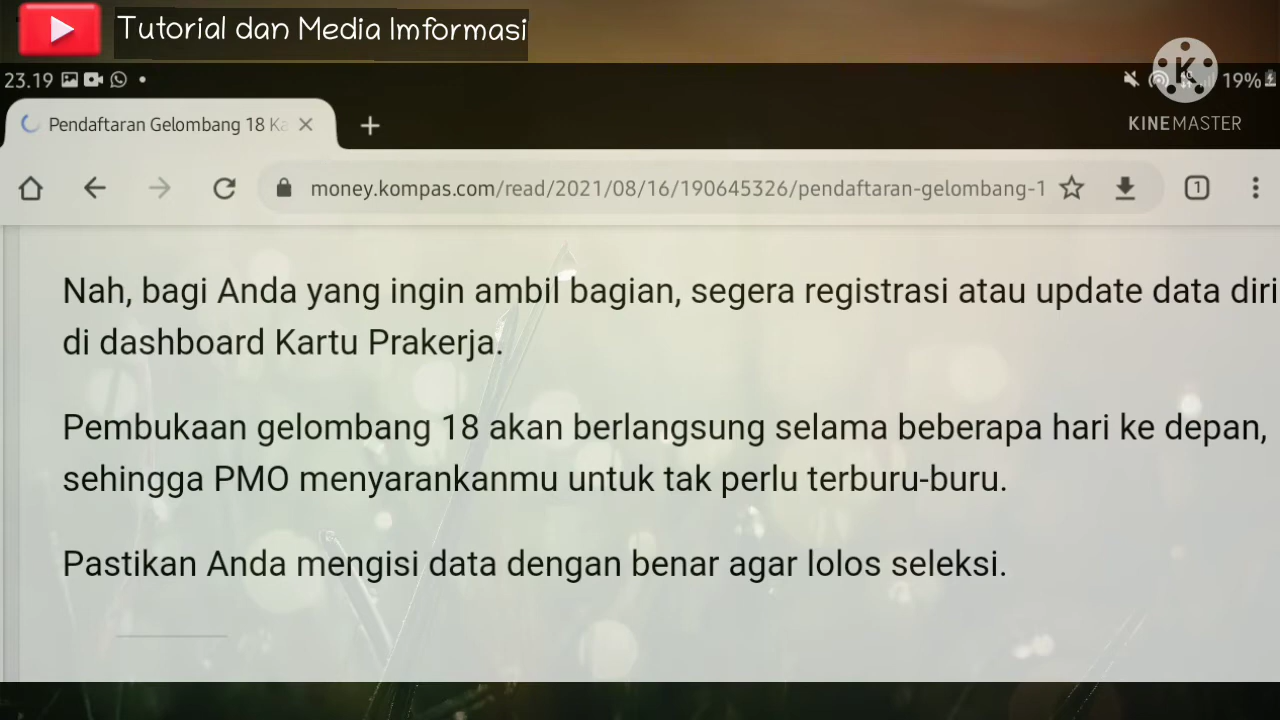 Tutorial dan Media Imformasi
23.19
19%
KINEMASTER
Pendaftaran Gelombang 18 Ka
money.kompas.com/read/2021/08/16/190645326/pendaftaran-gelombang-1
1
Nah, bagi Anda yang ingin ambil bagian, segera registrasi atau update data diri
di dashboard Kartu Prakerja.
Pembukaan gelombang 18 akan berlangsung selama beberapa hari ke depan,
sehingga PMO menyarankanmu untuk tak perlu terburu-buru.
Pastikan Anda mengisi data dengan benar agar lolos seleksi.